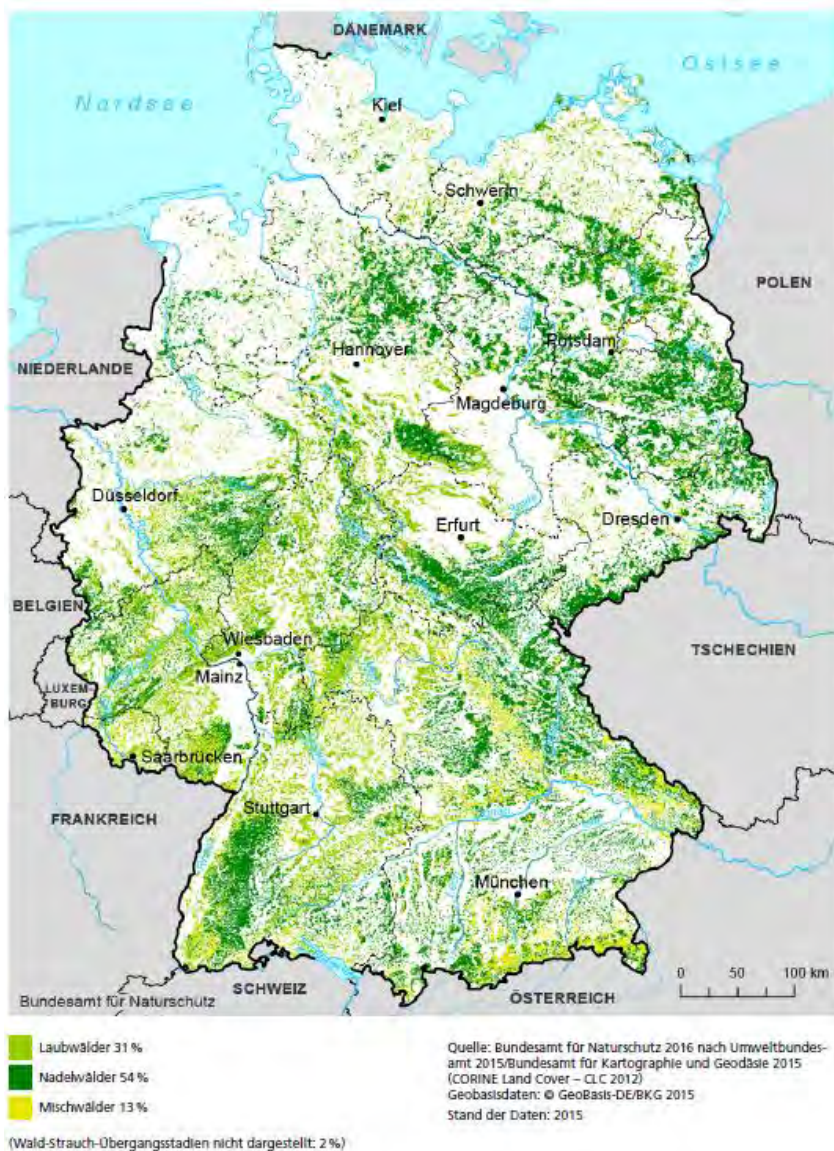 DÄNEMARK
Nordsee
Ostsee
Kiel
Schwerin
POLEN
Potsdam
Hannover
NIEDERLANDE
Magdeburg
Düsseldorf
Erfurt
Dresden
BELGIEN
Wiesbaden
TSCHECHIEN
Mainz
LUXEM-
BURG
Saarbrücken
FRANKREICH
Stuttgart
München
0 50 100 km
SCHWEIZ
ÖSTERREICH
Bundesamt für Naturschutz
Laubwälder 31 %
Nadelwälder 54 %
Mischwälder 13 %
(Wald-Strauch-Übergangsstadien nicht dargestellt: 2 %)
Quelle: Bundesamt für Naturschutz 2016 nach Umweltbundes-
amt 2015/Bundesamt für Kartographie und Geodäsie 2015
(CORINE Land Cover – CLC 2012)
Geobasisdaten: © GeoBasis-DE/BKG 2015
Stand der Daten: 2015